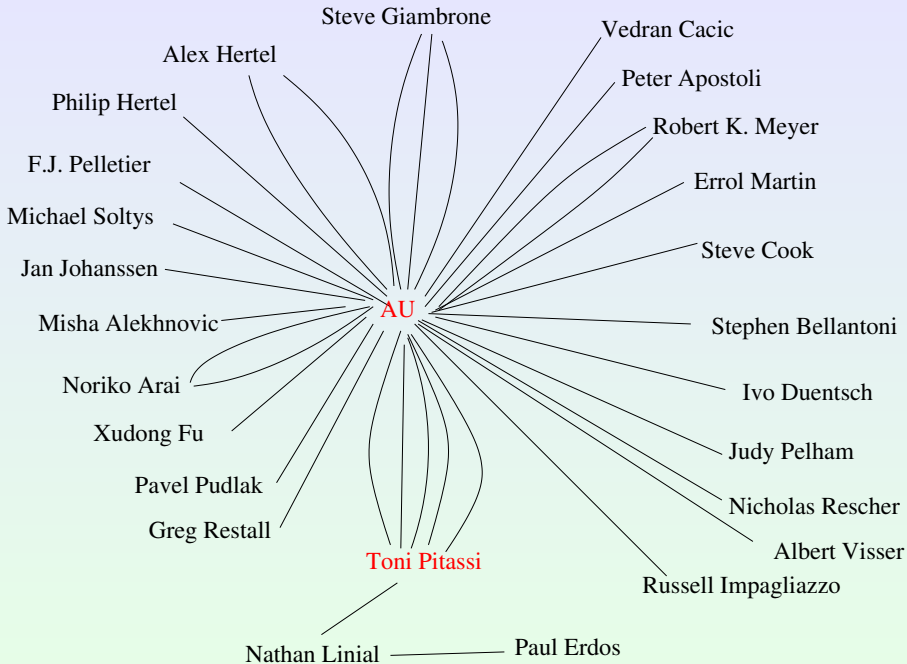 Steve Giambrone
Vedran Cacic
Alex Hertel
Peter Apostoli
Philip Hertel
Robert K. Meyer
F.J. Pelletier
Errol Martin
Michael Soltys
Steve Cook
Jan Johanssen
AU
Misha Alekhnovic
Stephen Bellantoni
Noriko Arai
Ivo Duentsch
Xudong Fu
Judy Pelham
Pavel Pudlak
Nicholas Rescher
Greg Restall
Albert Visser
Toni Pitassi
Russell Impagliazzo
Nathan Linial
Paul Erdos